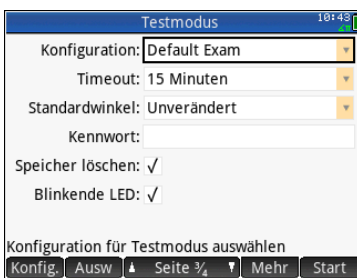 Testmodus
10:43
Konfiguration: Default Exam
Timeout: 15 Minuten
Standardwinkel: Unverändert
Kennwort:
Speicher löschen: ✓
Blinkende LED: ✓
Konfiguration für Testmodus auswählen
Konfig. Ausw Seite ¾ Mehr Start